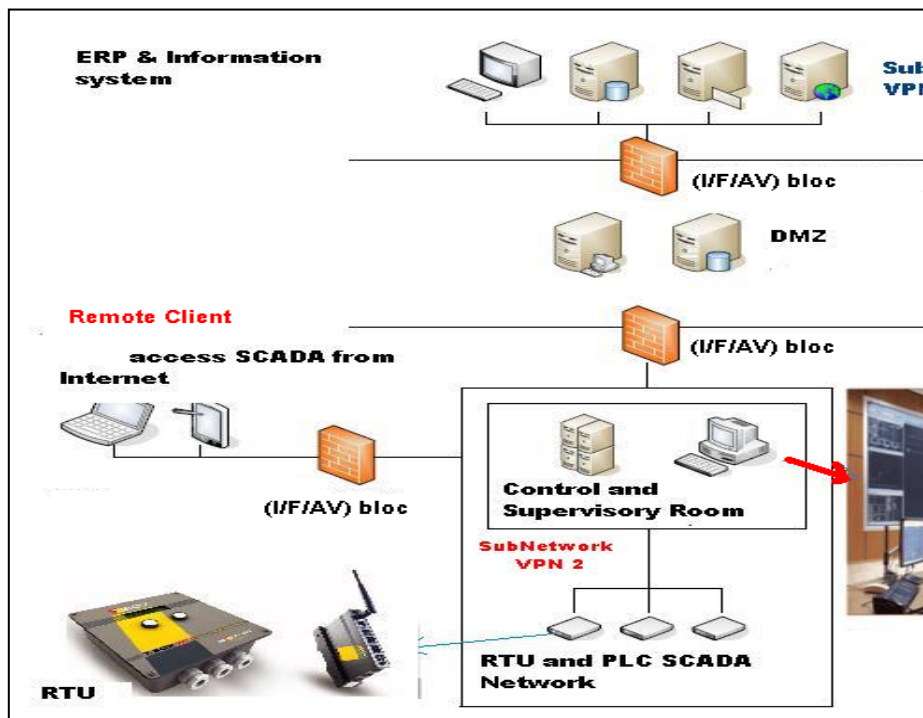 ERP & Information
system
Sub
VPN
(I/F/AV) bloc
DMZ
Remote Client
(I/F/AV) bloc
access SCADA from
Internet
(I/F/AV) bloc
Control and
Supervisory Room
SubNetwork
VPN 2
RTU and PLC SCADA
Network
RTU